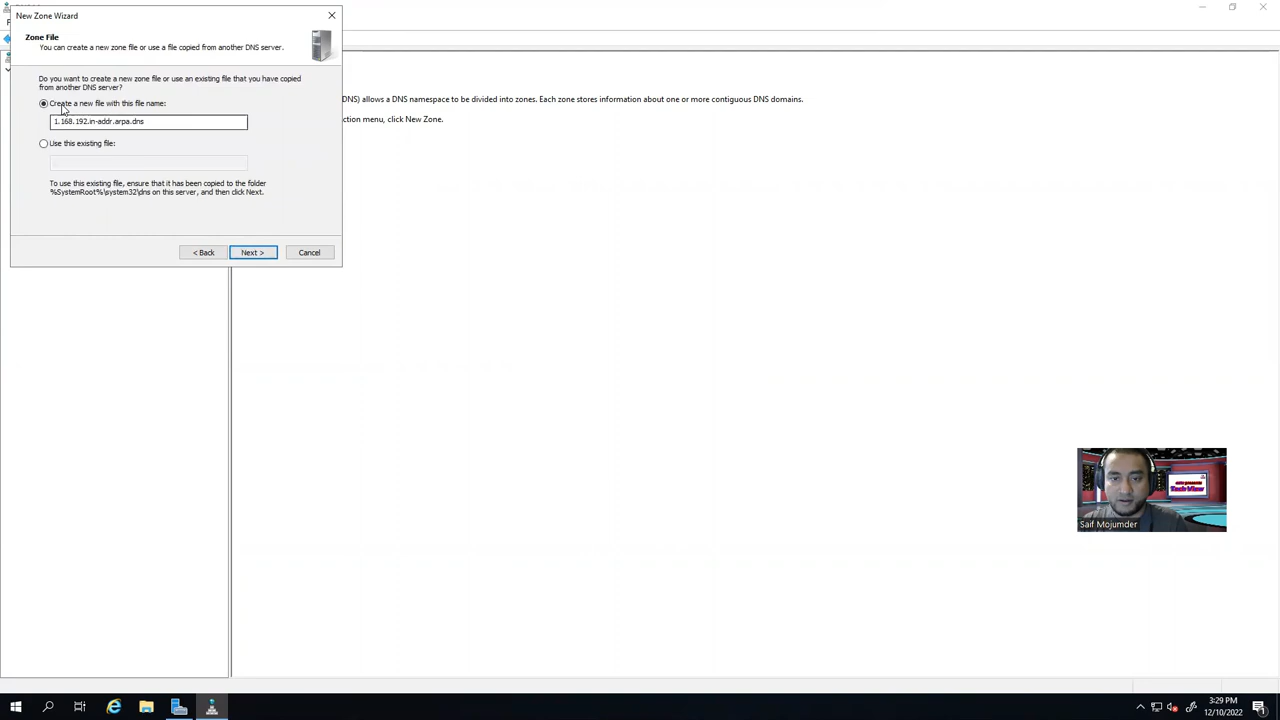 New Zone Wizard
Zone File
You can create a new zone file or use a file copied from another DNS server.
Do you want to create a new zone file or use an existing file that you have copied
from another DNS server?
Create a new file with this file name:
1.168.192.in-addr.arpa.dns
Use this existing file:
To use this existing file, ensure that it has been copied to the folder
%SystemRoot%\system32\dns on this server, and then click Next.
< Back
Next >
Cancel
DNS) allows a DNS namespace to be divided into zones. Each zone stores information about one or more contiguous DNS domains.
ction menu, click New Zone.
Tech View
Saif Mojumder
3:29 PM
12/10/2022
1